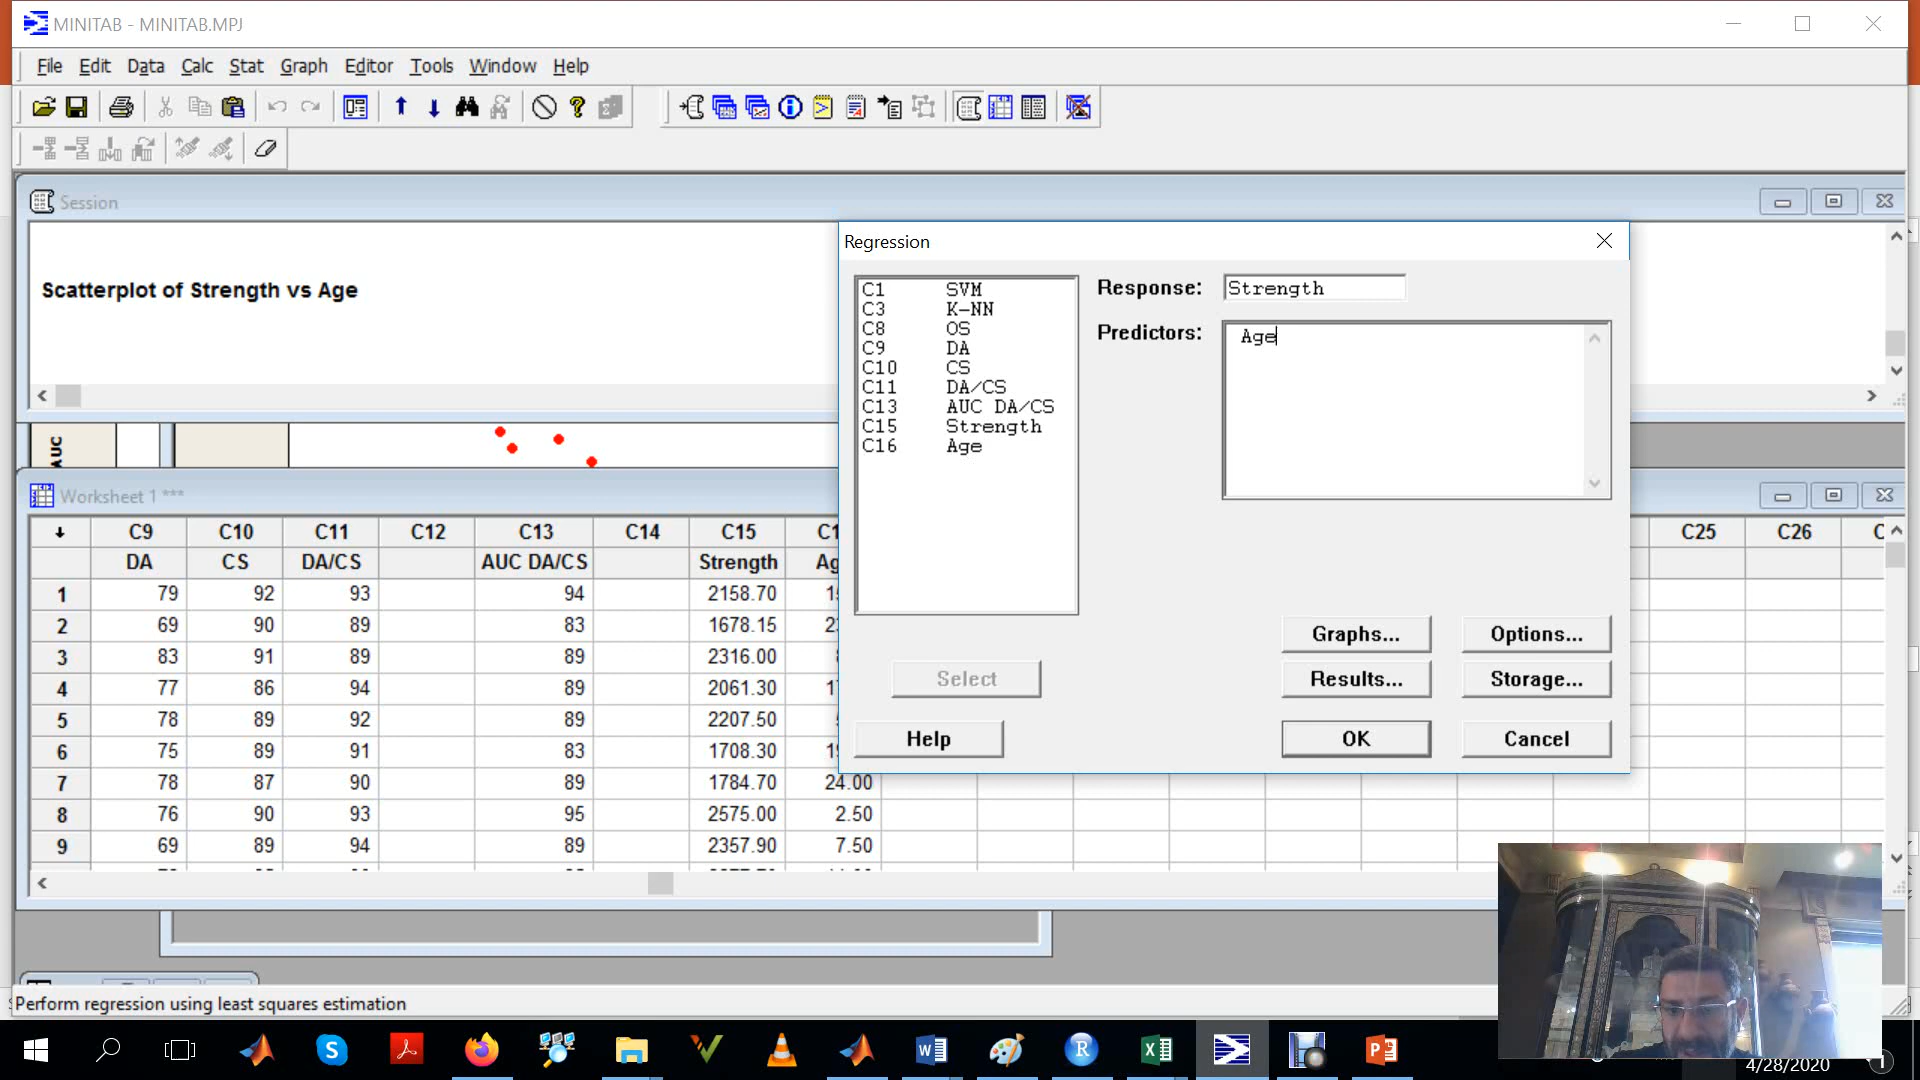 MINITAB - MINITAB.MPJ
File Edit Data Calc Stat Graph Editor Tools Window Help
Session
Scatterplot of Strength vs Age
Regression
C1 SVM
C3 K-NN
C8 OS
C9 DA
C10 CS
C11 DA/CS
C13 AUC DA/CS
C15 Strength
C16 Age
Response: Strength
Predictors: Age
Select
Graphs... Options...
Results... Storage...
Help OK Cancel
AUC
Worksheet 1 ***
C9 C10 C11 C12 C13 C14 C15 C25 C26
DA CS DA/CS AUC DA/CS Strength
1 79 92 93 94 2158.70
2 69 90 89 83 1678.15
3 83 91 89 89 2316.00
4 77 86 94 89 2061.30
5 78 89 92 89 2207.50
6 75 89 91 83 1708.30
7 78 87 90 89 1784.70 24.00
8 76 90 93 95 2575.00 2.50
9 69 89 94 89 2357.90 7.50
Perform regression using least squares estimation
4/28/2020